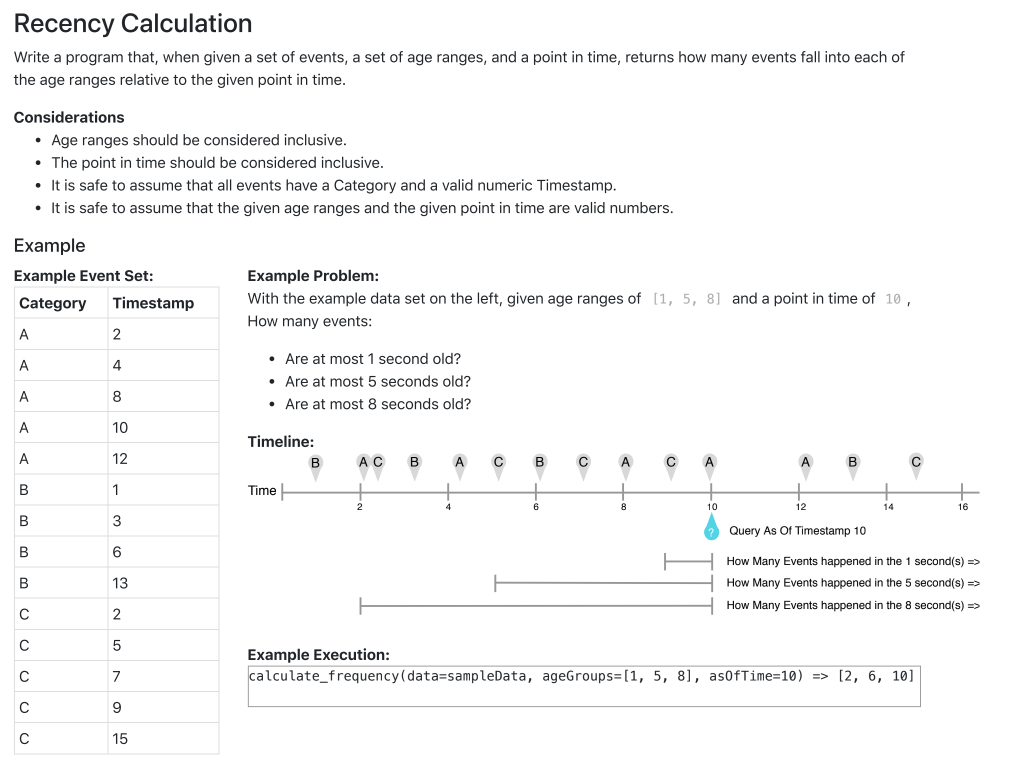 Recency Calculation
Write a program that, when given a set of events, a set of age ranges, and a point in time, returns how many events fall into each of
the age ranges relative to the given point in time.
Considerations
• Age ranges should be considered inclusive.
• The point in time should be considered inclusive.
• It is safe to assume that all events have a Category and a valid numeric Timestamp.
• It is safe to assume that the given age ranges and the given point in time are valid numbers.
Example
Example Event Set:
Category Timestamp
A 2
A 4
A 8
A 10
A 12
B 1
B 3
B 6
B 13
C 2
C 5
C 7
C 9
C 15
Example Problem:
With the example data set on the left, given age ranges of [1, 5, 8] and a point in time of 10 ,
How many events:
• Are at most 1 second old?
• Are at most 5 seconds old?
• Are at most 8 seconds old?
Timeline:
B A C B A C B C A C A A B C
Time
2 4 6 8 10 12 14 16
? Query As Of Timestamp 10
How Many Events happened in the 1 second(s) =>
How Many Events happened in the 5 second(s) =>
How Many Events happened in the 8 second(s) =>
Example Execution:
calculate_frequency(data=sampleData, ageGroups=[1, 5, 8], asOfTime=10) => [2, 6, 10]